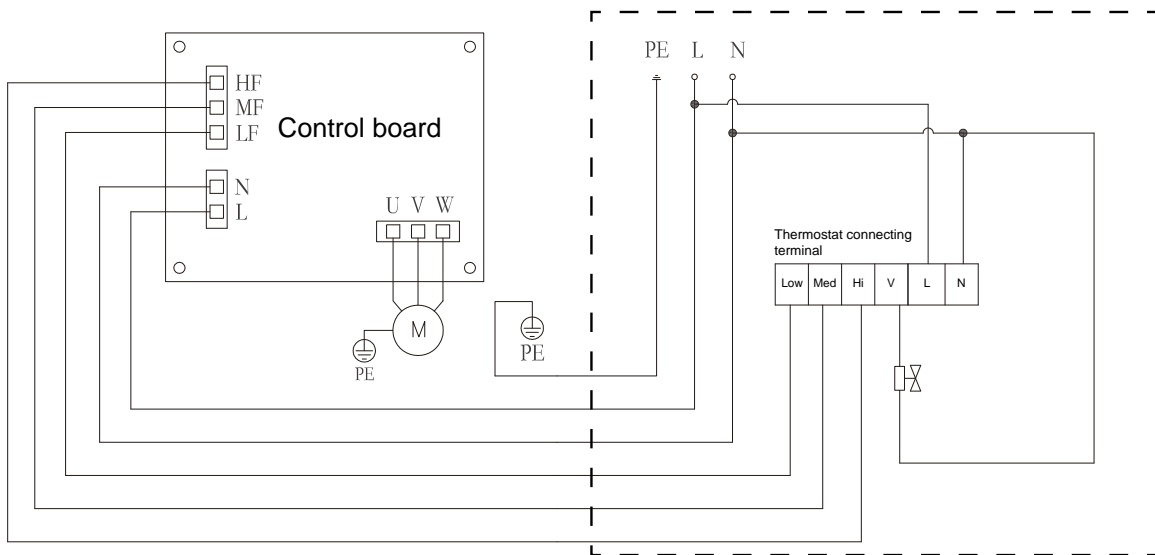 PE L N
HF
MF
LF
Control board
N
L
U V W
Thermostat connecting
terminal
Low Med Hi V L N
M
PE
PE